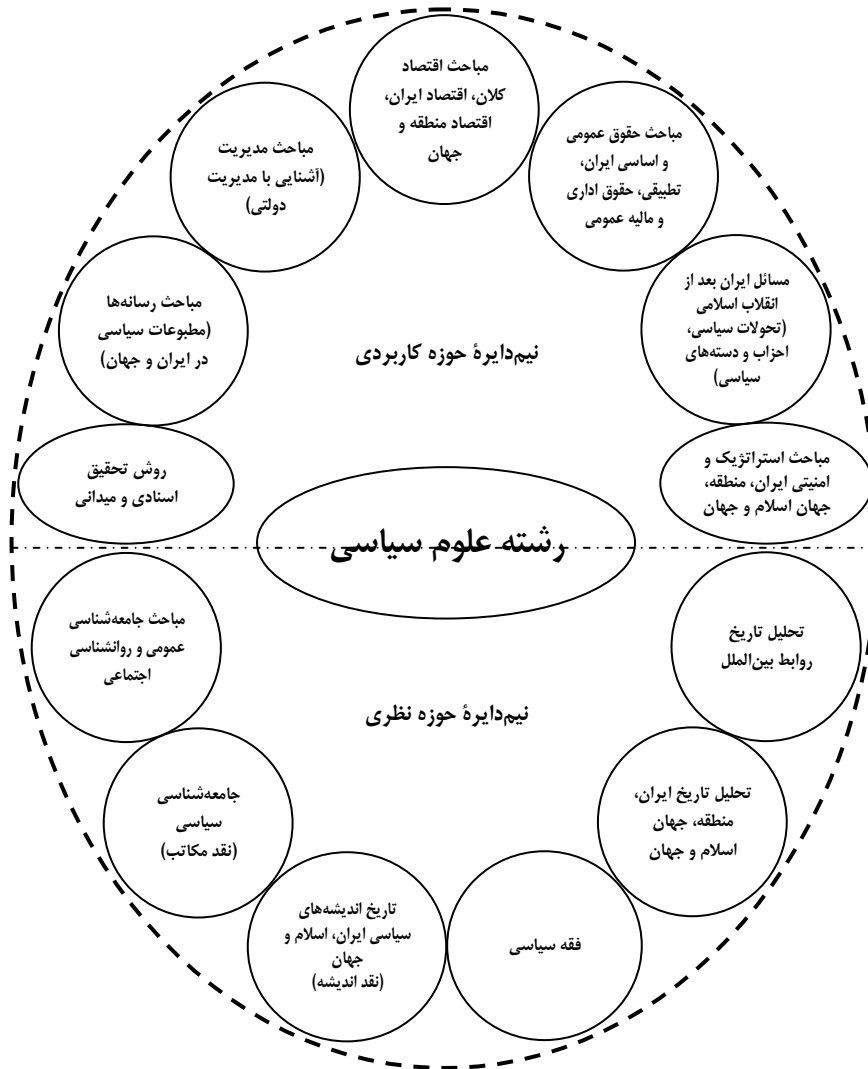 مباحث اقتصاد
کلان، اقتصاد ایران،
اقتصاد منطقه و
جهان
مباحث حقوق عمومی
و اساسی ایران،
تطبیقی، حقوق اداری
و مالیه عمومی
مباحث مدیریت
(آشنایی با مدیریت
دولتی)
مسائل ایران بعد از
انقلاب اسلامی
(تحولات سیاسی،
احزاب و دسته‌های
سیاسی)
مباحث رسانه‌ها
(مطبوعات سیاسی
در ایران و جهان)
نیم‌دایرۀ حوزه کاربردی
مباحث استراتژیک و
امنیتی ایران، منطقه،
جهان اسلام و جهان
روش تحقیق
اسنادی و میدانی
رشته علوم سیاسی
تحلیل تاریخ
روابط بین‌الملل
مباحث جامعه‌شناسی
عمومی و روانشناسی
اجتماعی
نیم‌دایرۀ حوزه نظری
تحلیل تاریخ ایران،
منطقه، جهان
اسلام و جهان
جامعه‌شناسی
سیاسی
(نقد مکاتب)
فقه سیاسی
تاریخ اندیشه‌های
سیاسی ایران، اسلام و
جهان
(نقد اندیشه)